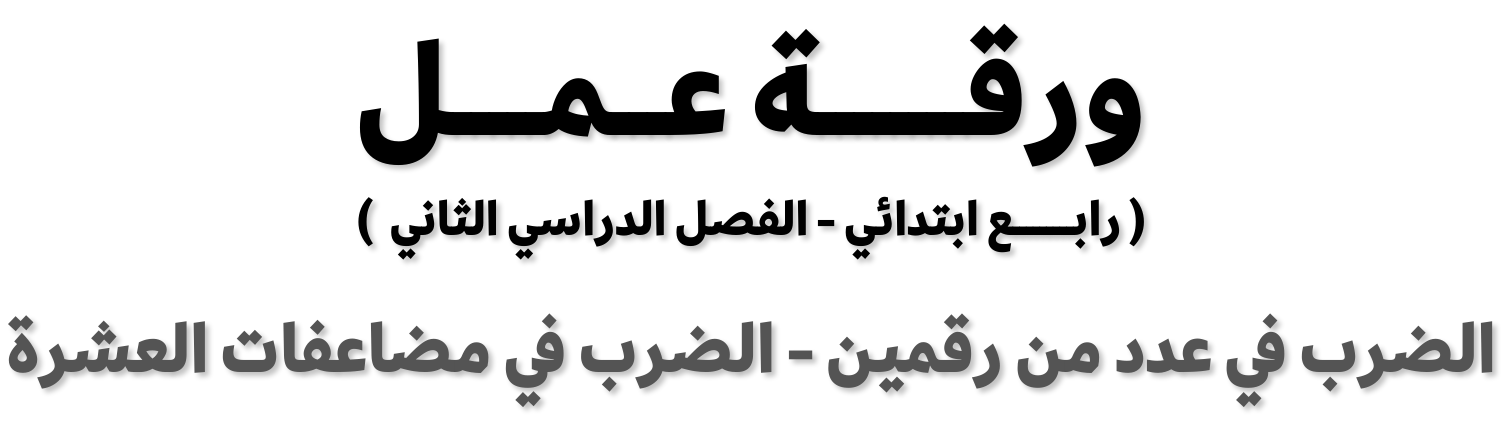 ورقة عمل
( رابع ابتدائي - الفصل الدراسي الثاني )
الضرب في عدد من رقمين - الضرب في مضاعفات العشرة